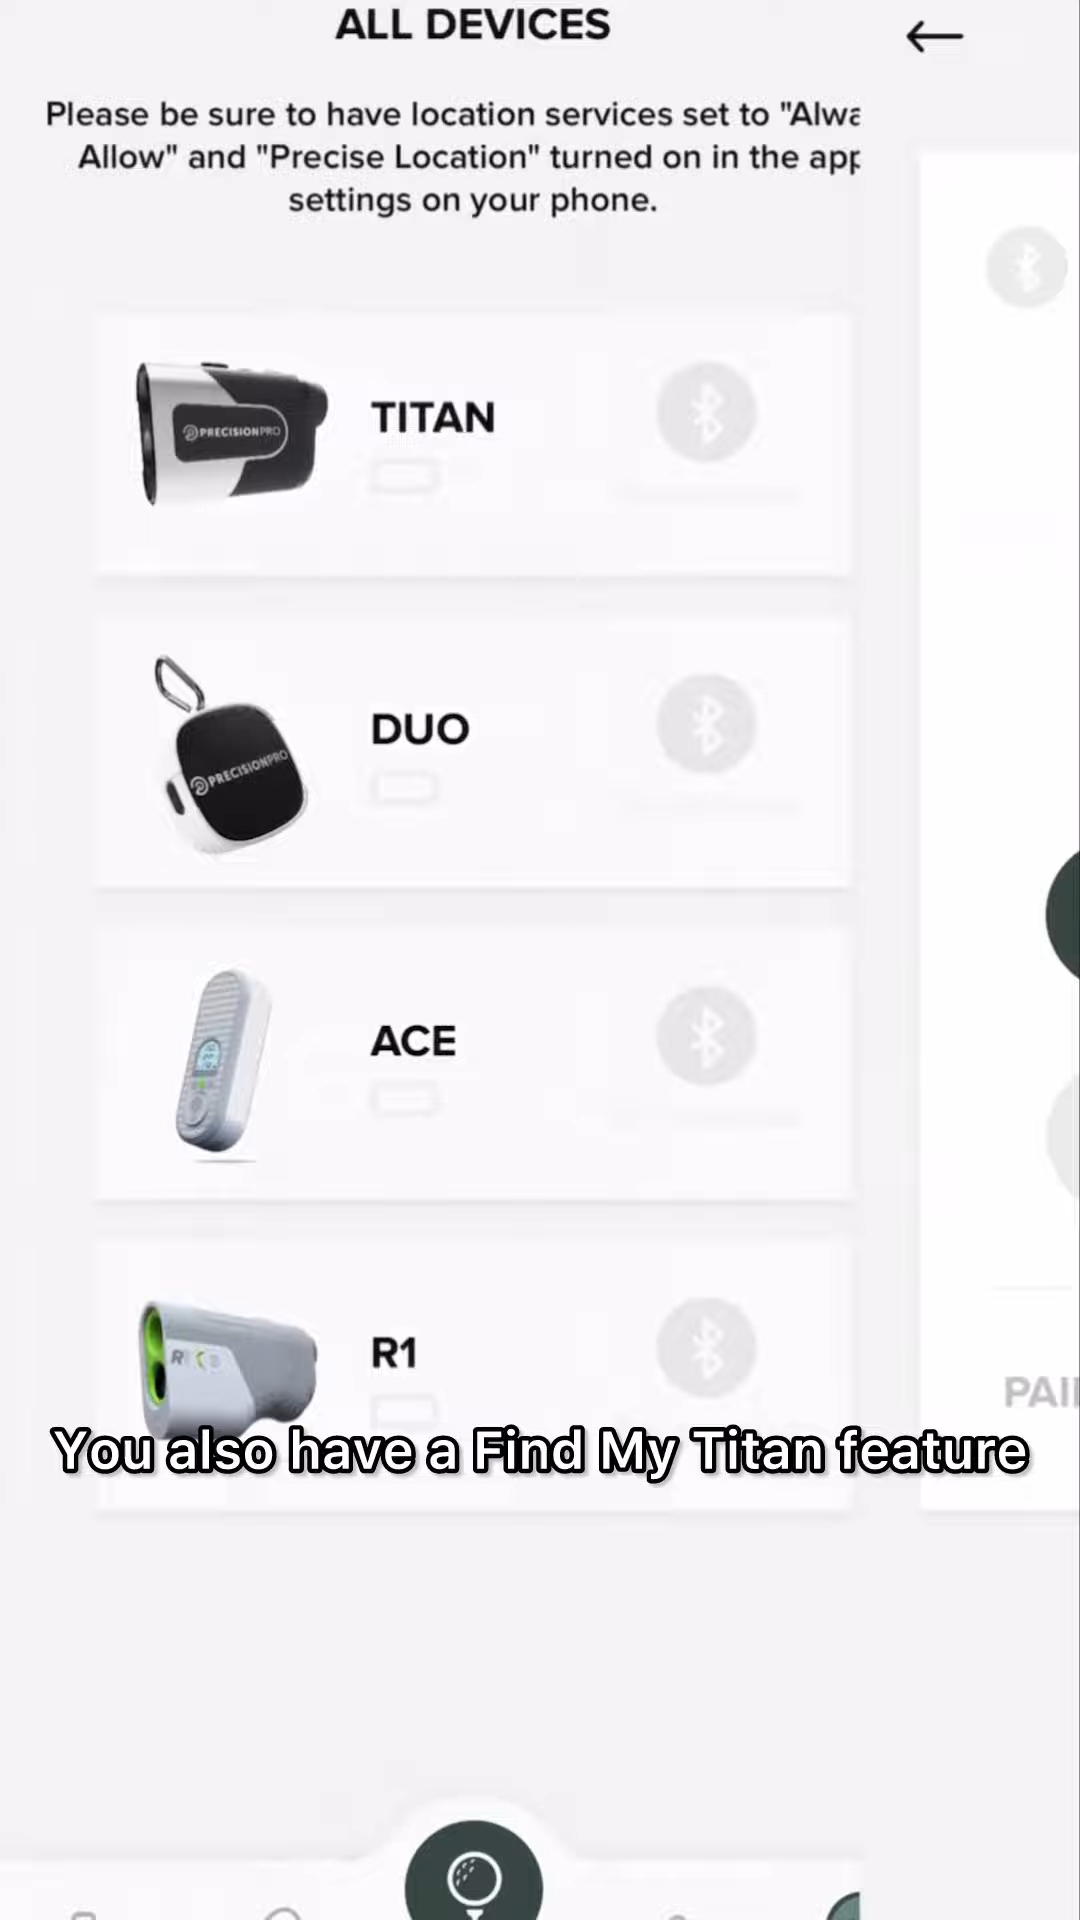 ALL DEVICES
Please be sure to have location services set to "Alwa
Allow" and "Precise Location" turned on in the app
settings on your phone.
PRECISIONPRO
TITAN
PRECISIONPRO
DUO
ACE
R1
You also have a Find My Titan feature
PAI